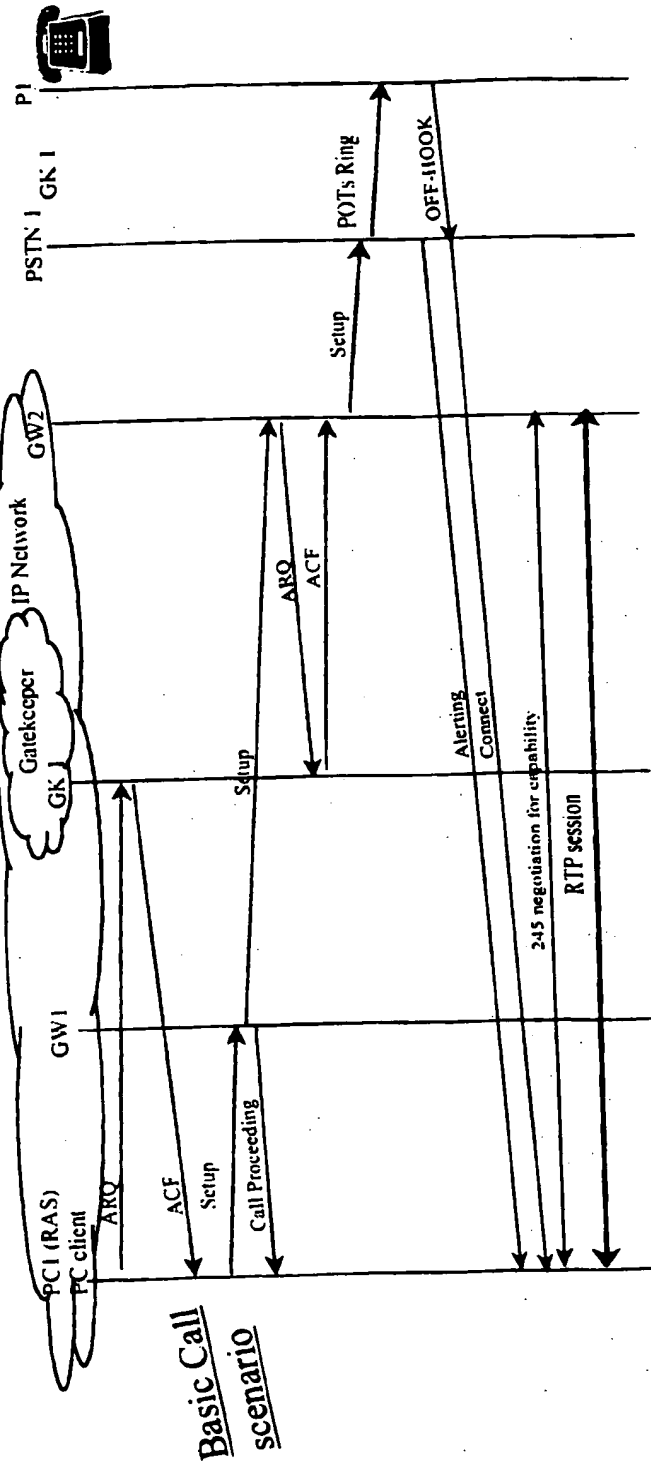 Basic Call
scenario
PC1 (RAS)
PC client
GW1
Gatekeeper
GK
IP Network
GW2
PSTN 1
GK 1
P1
ARQ
ACF
Setup
Call Proceeding
Setup
ARQ
ACF
Setup
POTs Ring
OFF-HOOK
Alerting
Connect
245 negotiation for capability
RTP session